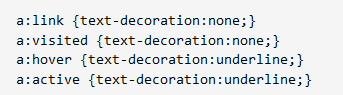 a:link {text-decoration:none;}
a:visited {text-decoration:none;}
a:hover {text-decoration:underline;}
a:active {text-decoration:underline;}